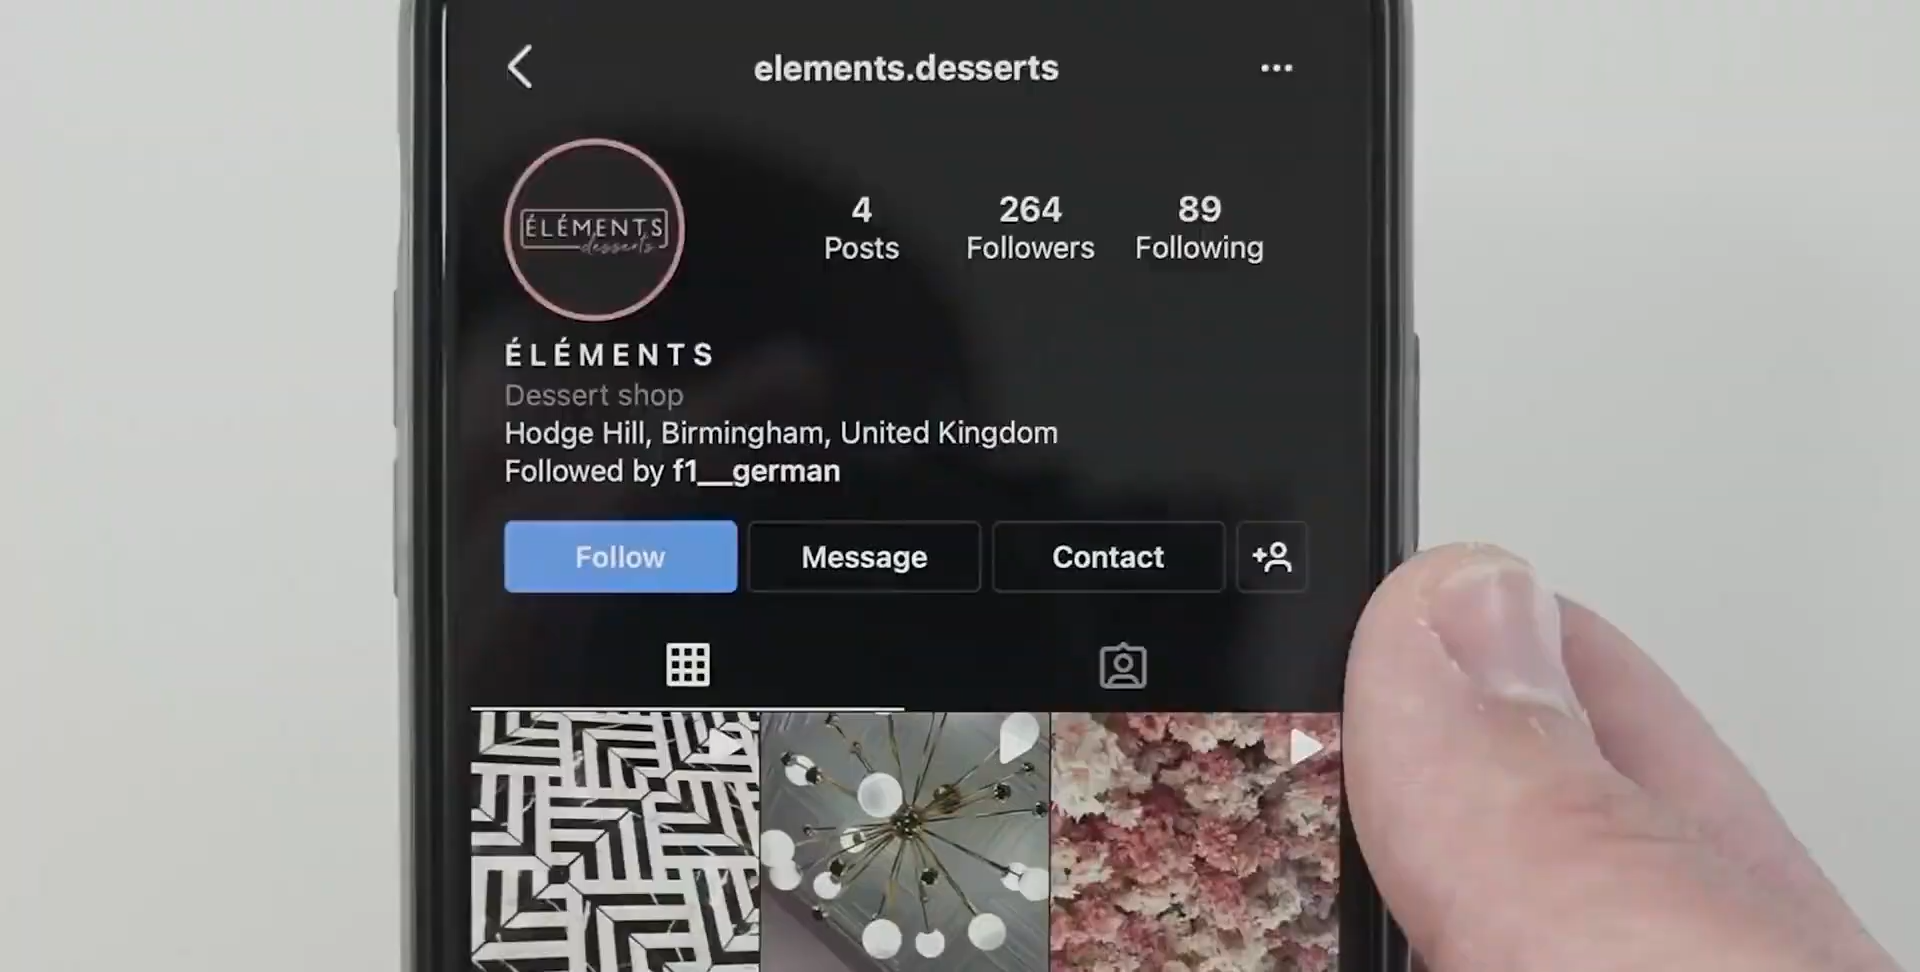 elements.desserts
ÉLÉMENTS
desserts
4
Posts
264
Followers
89
Following
ÉLÉMENTS
Dessert shop
Hodge Hill, Birmingham, United Kingdom
Followed by f1__german
Follow
Message
Contact